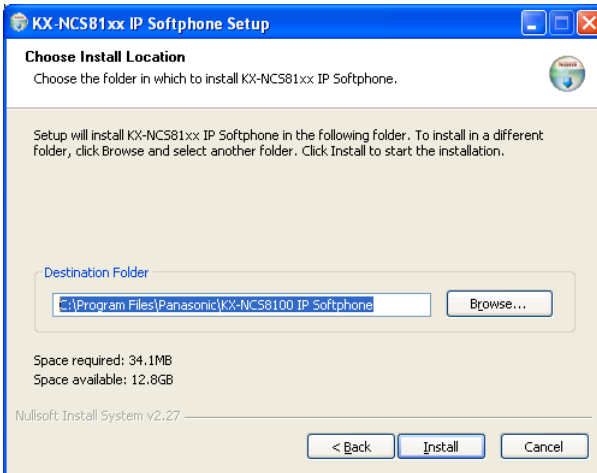 KX-NCS81xx IP Softphone Setup
Choose Install Location
Choose the folder in which to install KX-NCS81xx IP Softphone.
Setup will install KX-NCS81xx IP Softphone in the following folder. To install in a different
folder, click Browse and select another folder. Click Install to start the installation.
Destination Folder
C:\Program Files\Panasonic\KX-NCS8100 IP Softphone
Browse...
Space required: 34.1MB
Space available: 12.8GB
Nullsoft Install System v2.27
< Back Install Cancel